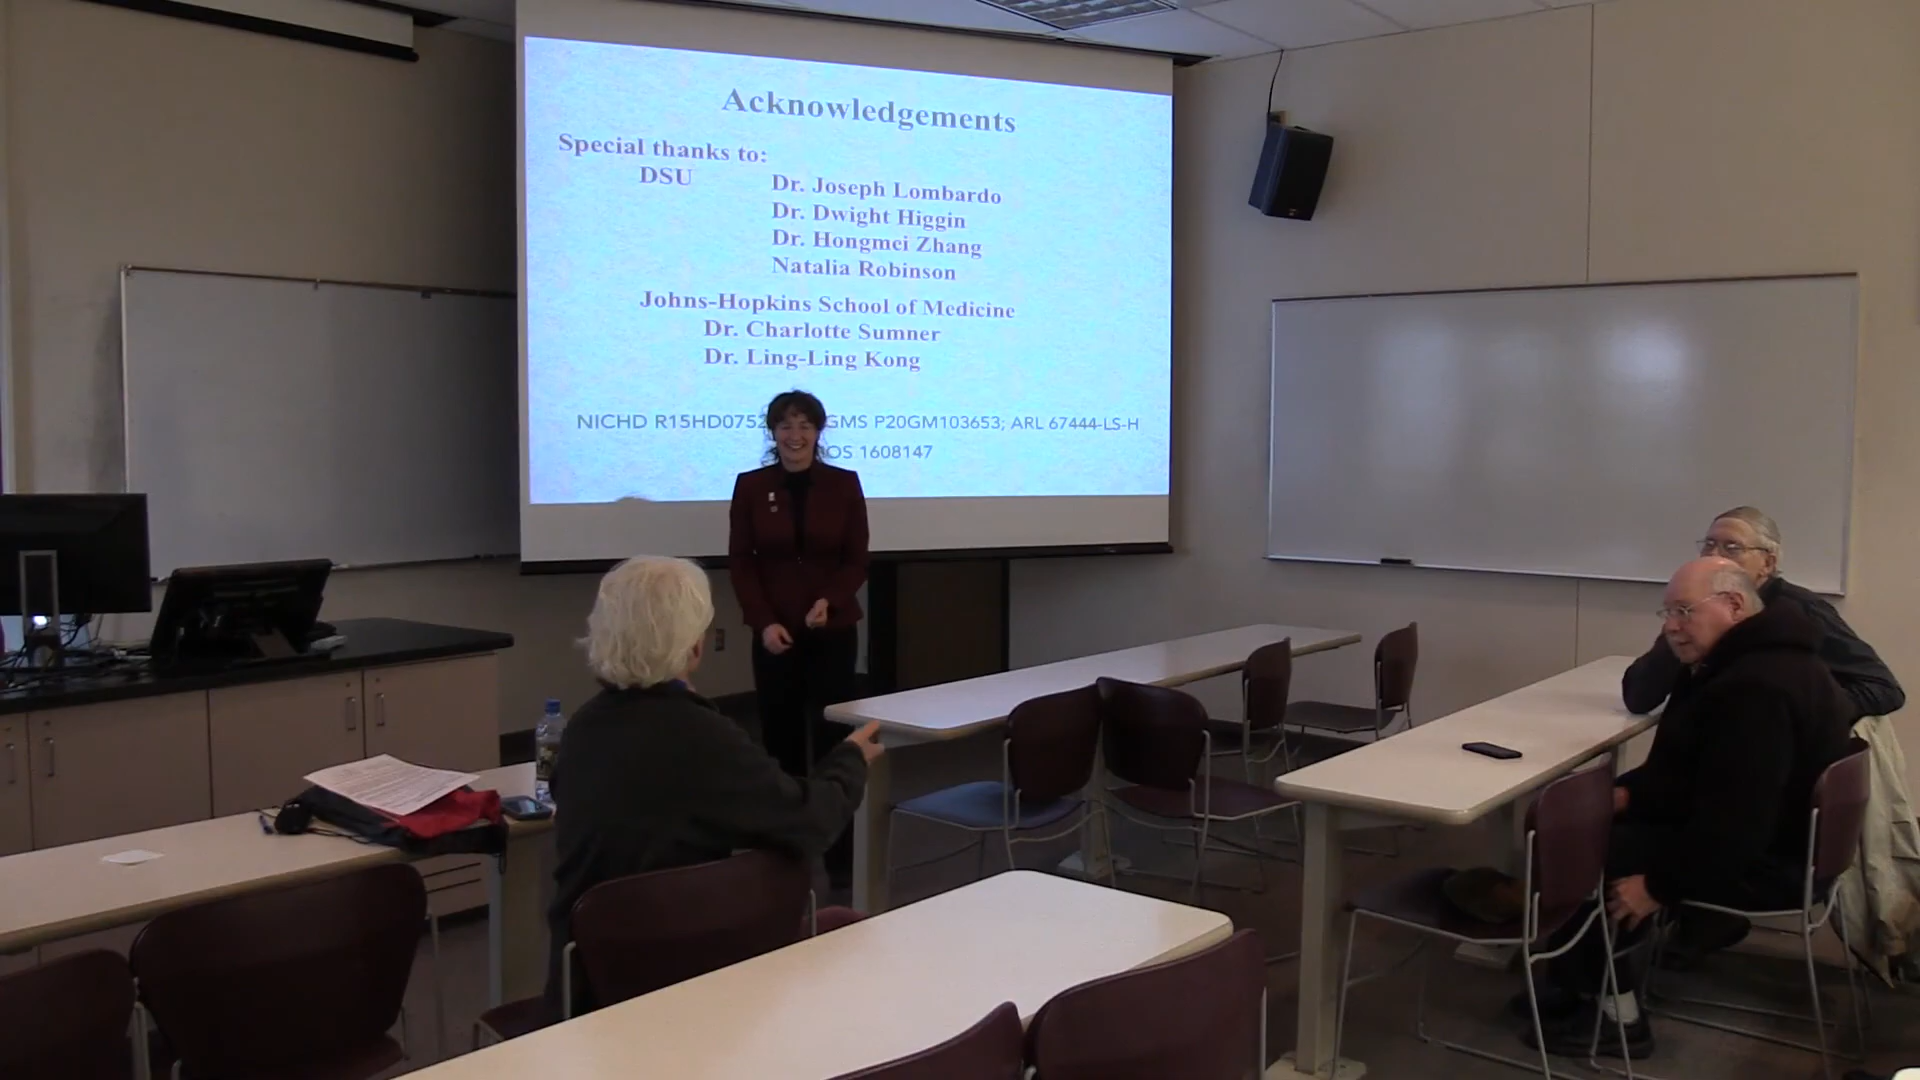 Acknowledgements
Special thanks to:
DSU Dr. Joseph Lombardo
Dr. Dwight Higgin
Dr. Hongmei Zhang
Natalia Robinson
Johns-Hopkins School of Medicine
Dr. Charlotte Sumner
Dr. Ling-Ling Kong
NICHD R15HD0752 GMS P20GM103653; ARL 67444-LS-H
OS 1608147